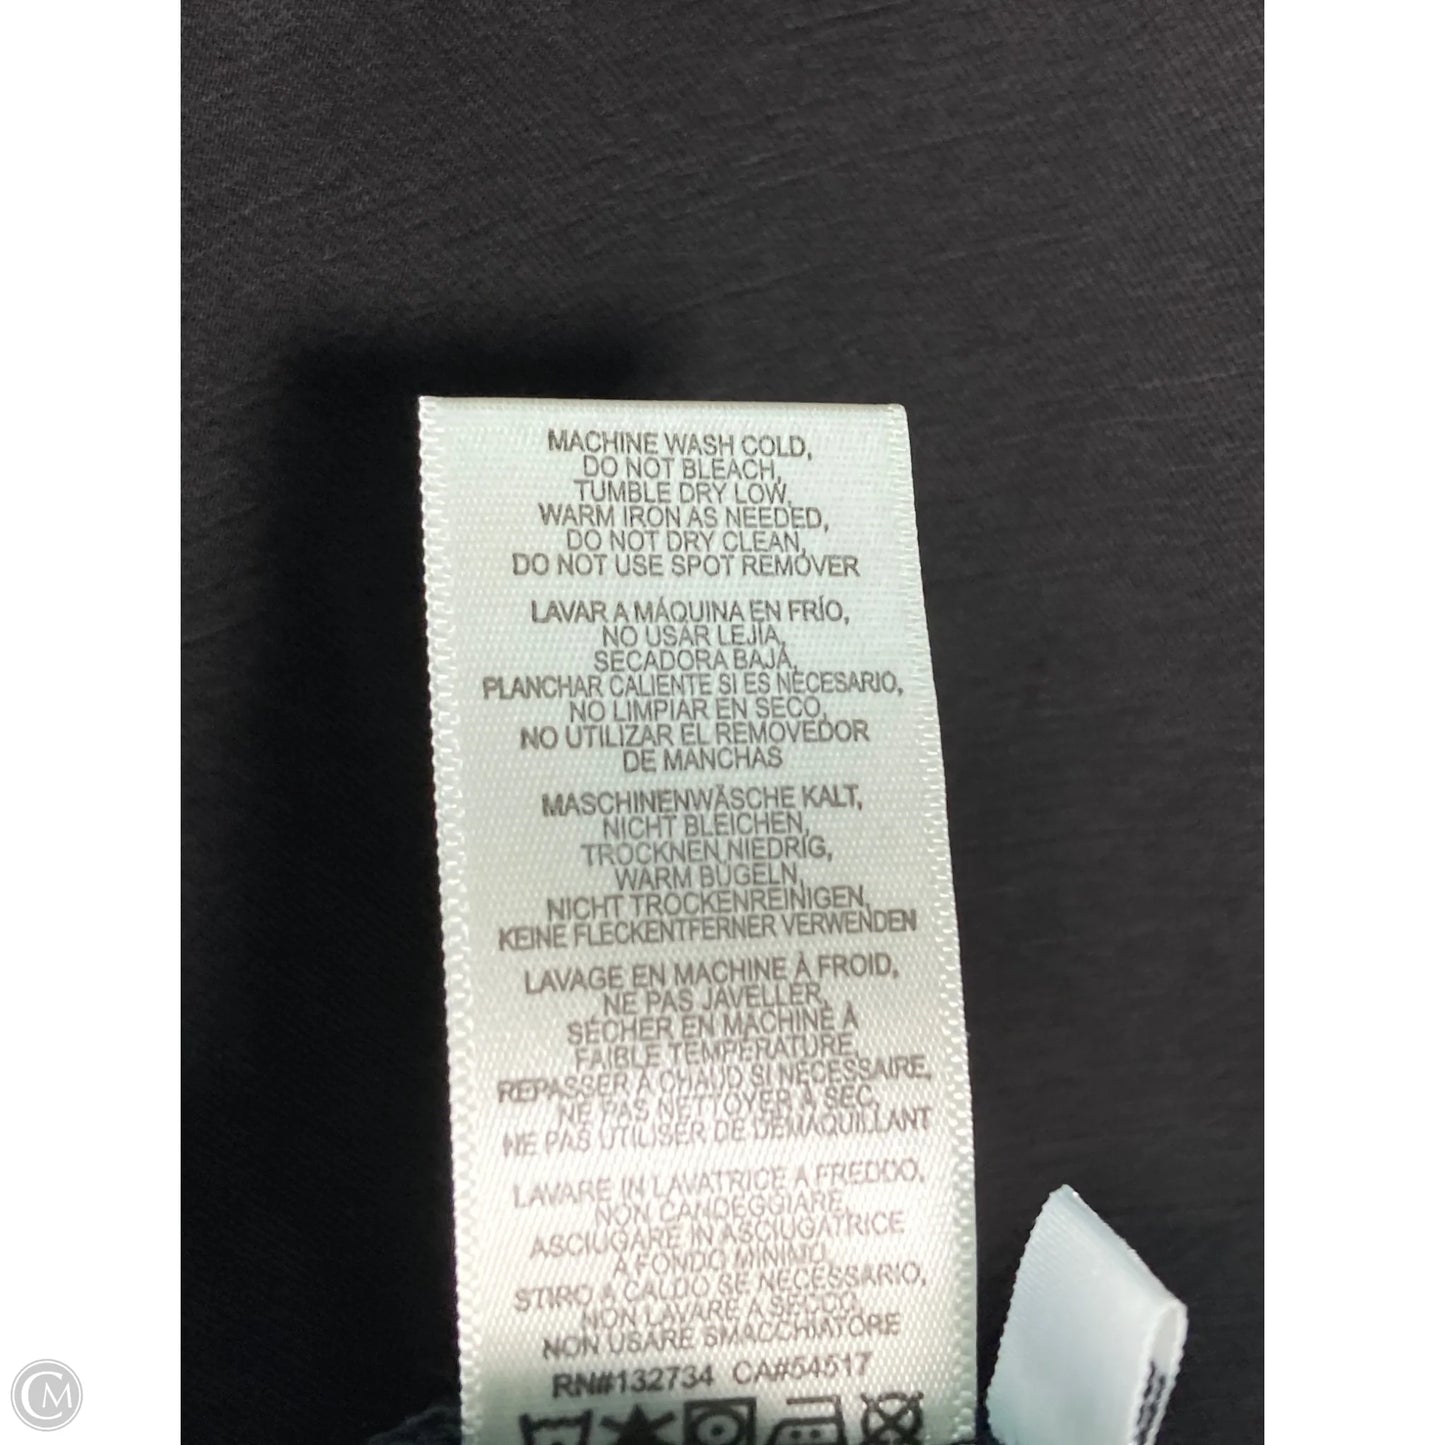 MACHINE WASH COLD,
DO NOT BLEACH,
TUMBLE DRY LOW,
WARM IRON AS NEEDED,
DO NOT DRY CLEAN,
DO NOT USE SPOT REMOVER
LAVAR A MÁQUINA EN FRÍO,
NO USAR LEJÍA,
SECADORA BAJA,
PLANCHAR CALIENTE SI ES NECESARIO,
NO LIMPIAR EN SECO,
NO UTILIZAR EL REMOVEDOR
DE MANCHAS
MASCHINENWÄSCHE KALT,
NICHT BLEICHEN,
TROCKNEN NIEDRIG,
WARM BÜGELN,
NICHT TROCKENREINIGEN,
KEINE FLECKENTFERNER VERWENDEN
LAVAGE EN MACHINE À FROID,
NE PAS JAVELLER,
SÉCHER EN MACHINE À
FAIBLE TEMPÉRATURE,
REPASSER À CHAUD SI NÉCESSAIRE,
NE PAS NETTOYER À SEC,
NE PAS UTILISER DE DÉMAQUILLANT
LAVARE IN LAVATRICE A FREDDO,
NON CANDEGGIARE,
ASCIUGARE IN ASCIUGATRICE
A FONDO MINIMO,
STIRO A CALDO SE NECESSARIO,
NON LAVARE A SECCO,
NON USARE SMACCHIATORE
RN#132734 CA#54517
CM